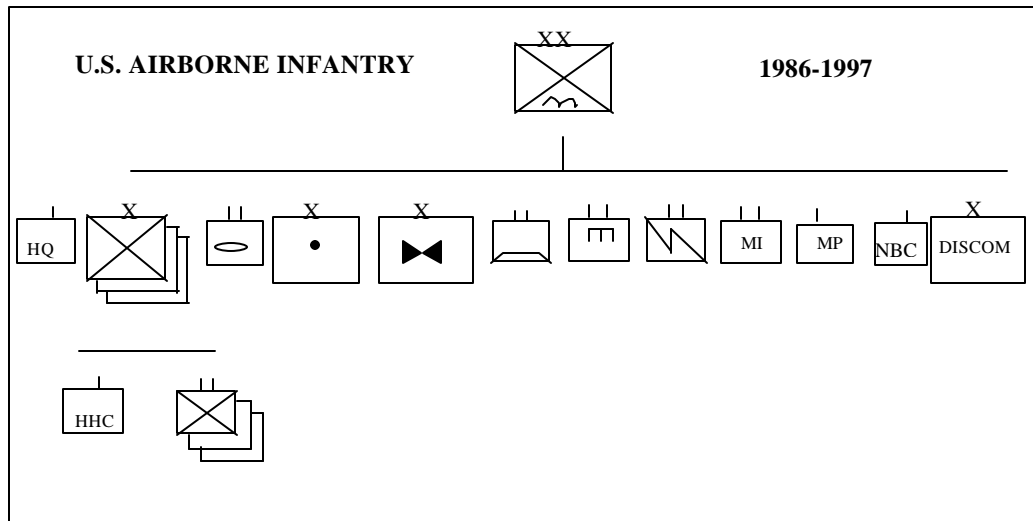 XX
U.S. AIRBORNE INFANTRY 1986-1997
X X X X
HQ MI MP NBC DISCOM
HHC